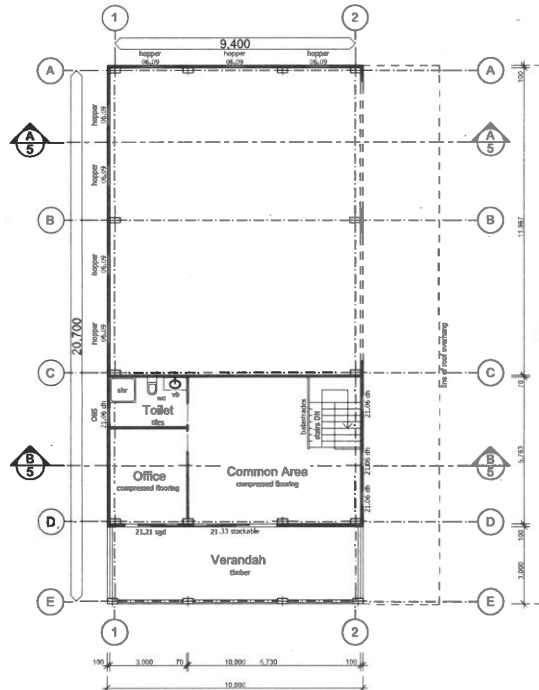 1
2
9,400
hopper
hopper
hopper
06.09
06.09
06.09
A
A
100
hopper
06.09
A
5
A
5
hopper
06.09
B
B
11,967
hopper
06.09
20,700
line of roof overhang
hopper
06.09
C
C
70
shr
wc
vb
OBS
21.06 dh
Toilet
tiles
balastrades
stairs DN
21.06 dh
5,763
B
5
B
5
Office
compressed flooring
Common Area
compressed flooring
21.06 dh
21.06 dh
D
D
21.21 sgd
21.33 stackable
100
Verandah
timber
3,000
E
E
1
2
100
3,000
70
10,000
6,730
100
10,000